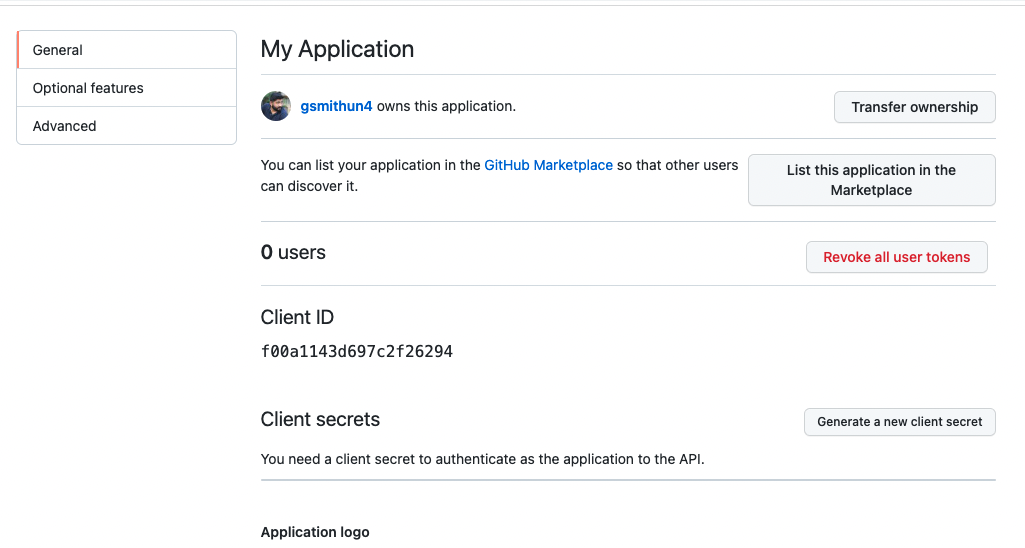 General
Optional features
Advanced
My Application
gsmithun4 owns this application.
Transfer ownership
You can list your application in the GitHub Marketplace so that other users
can discover it.
List this application in the
Marketplace
0 users
Revoke all user tokens
Client ID
f00a1143d697c2f26294
Client secrets
Generate a new client secret
You need a client secret to authenticate as the application to the API.
Application logo